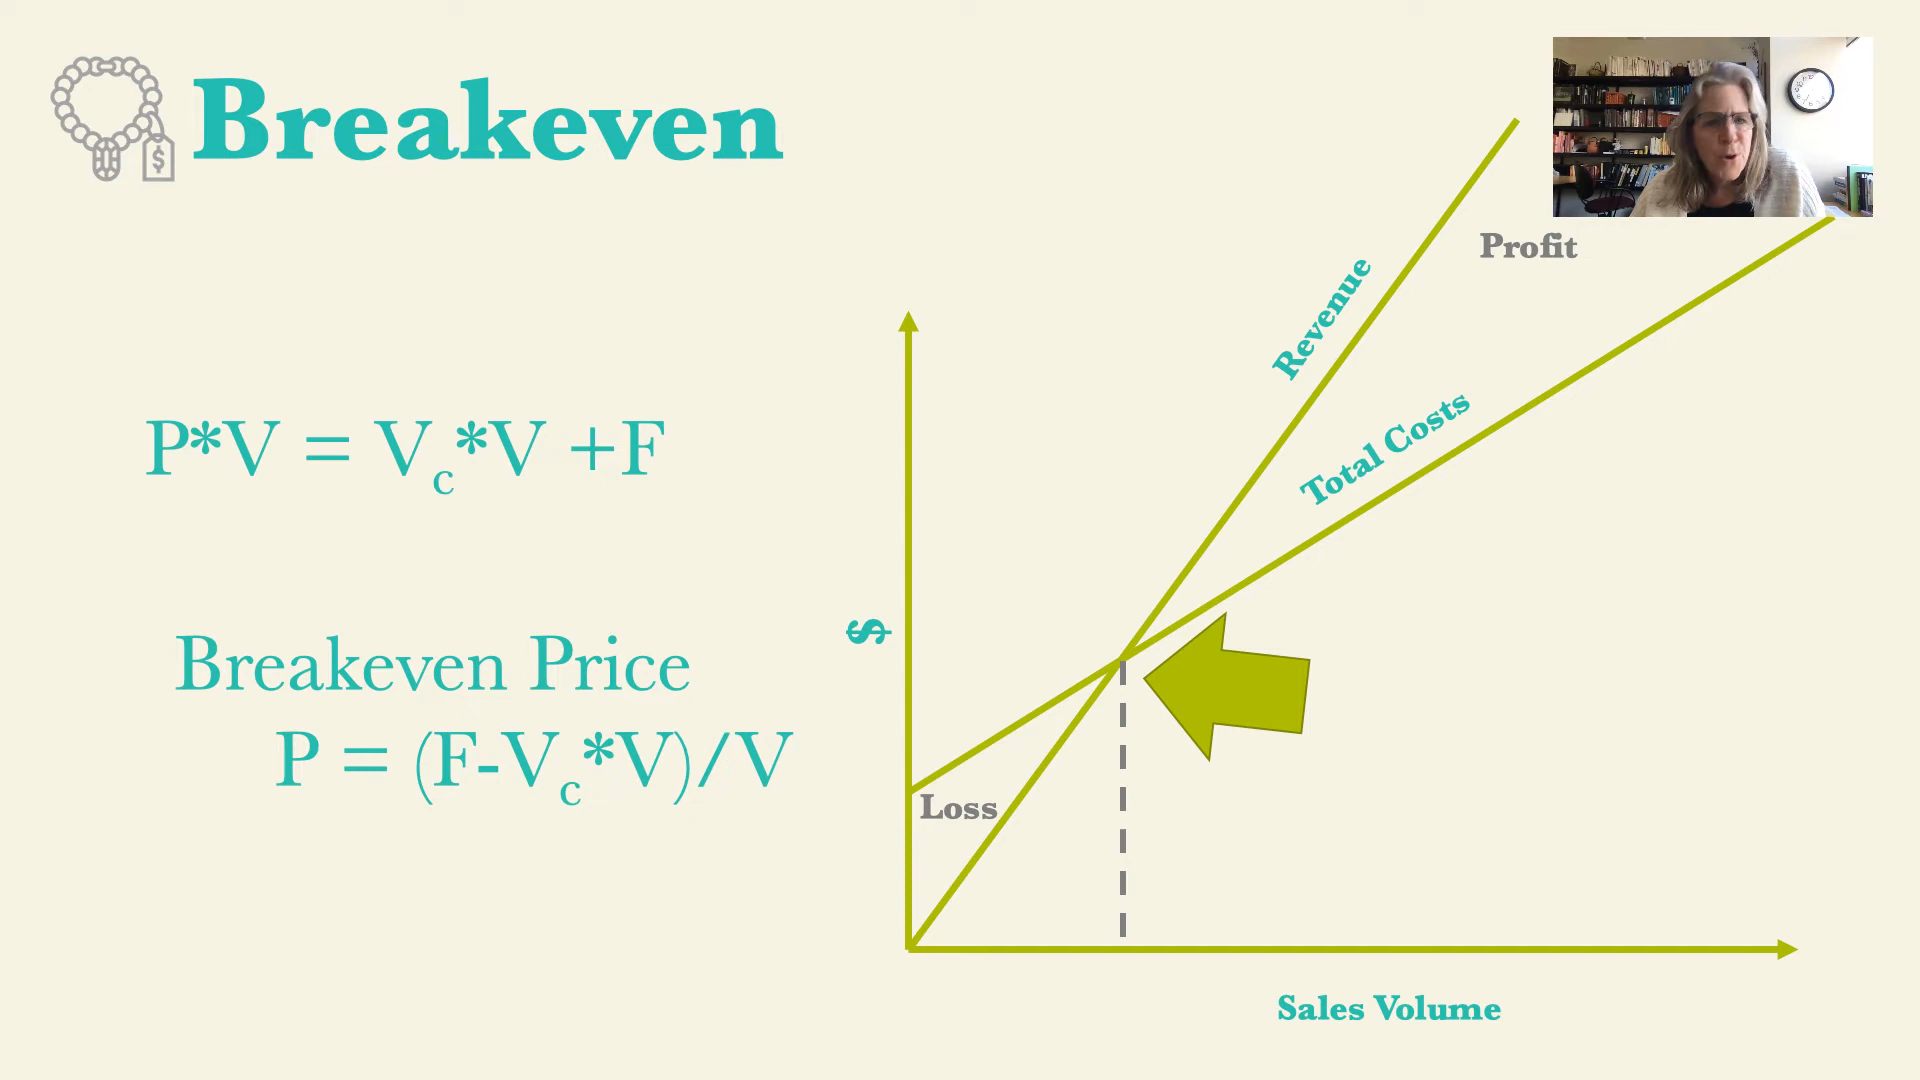 $
Breakeven
P*V = Vc*V +F
Breakeven Price
P = (F-Vc*V)/V
Profit
Revenue
Total Costs
$
Loss
Sales Volume